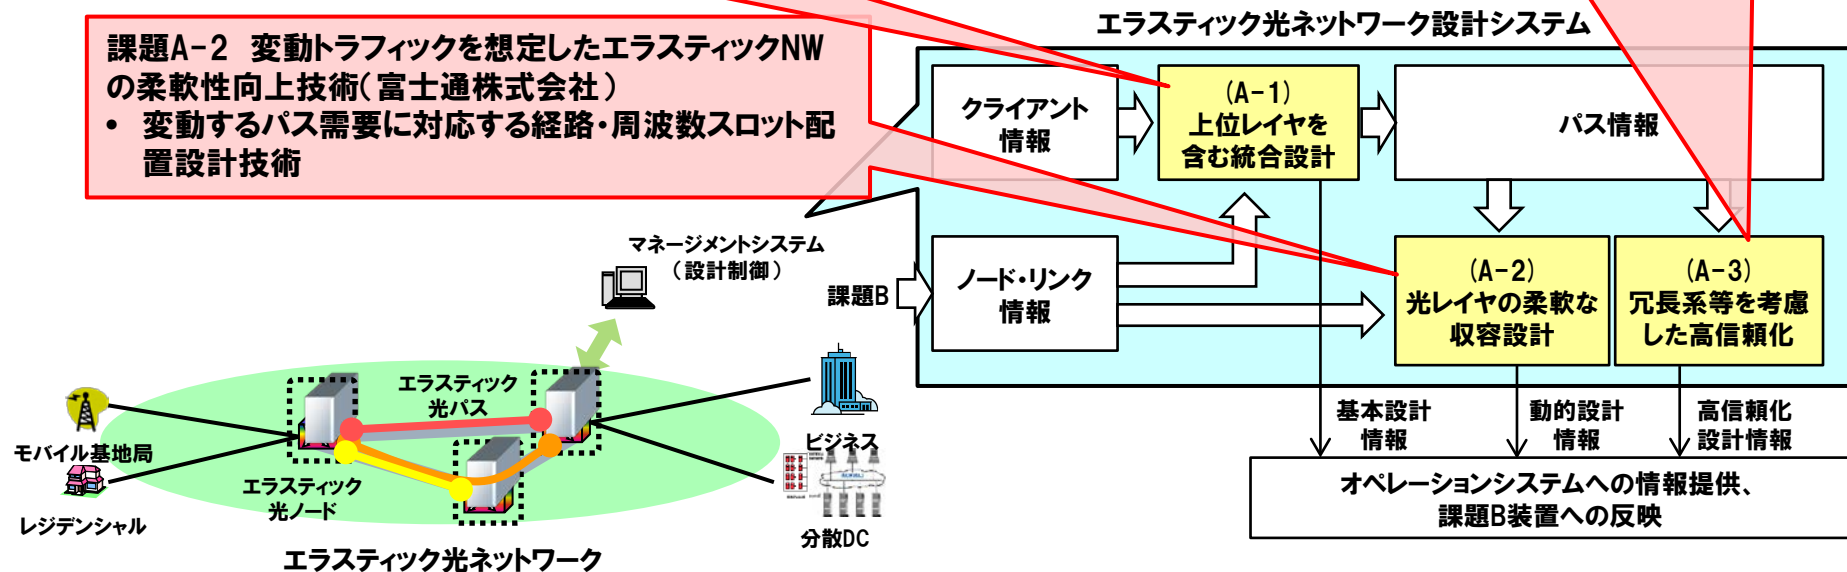 エラスティック光ネットワーク設計システム
課題A-2 変動トラフィックを想定したエラスティックNW
の柔軟性向上技術(富士通株式会社)
• 変動するパス需要に対応する経路・周波数スロット配
置設計技術
クライアント
情報
(A-1)
上位レイヤを
含む統合設計
パス情報
マネージメントシステム
(設計制御)
課題B
ノード・リンク
情報
(A-2)
光レイヤの柔軟な
収容設計
(A-3)
冗長系等を考慮
した高信頼化
エラスティック
光パス
モバイル基地局
レジデンシャル
エラスティック
光ノード
ビジネス
分散DC
エラスティック光ネットワーク
基本設計
情報
動的設計
情報
高信頼化
設計情報
オペレーションシステムへの情報提供、
課題B装置への反映